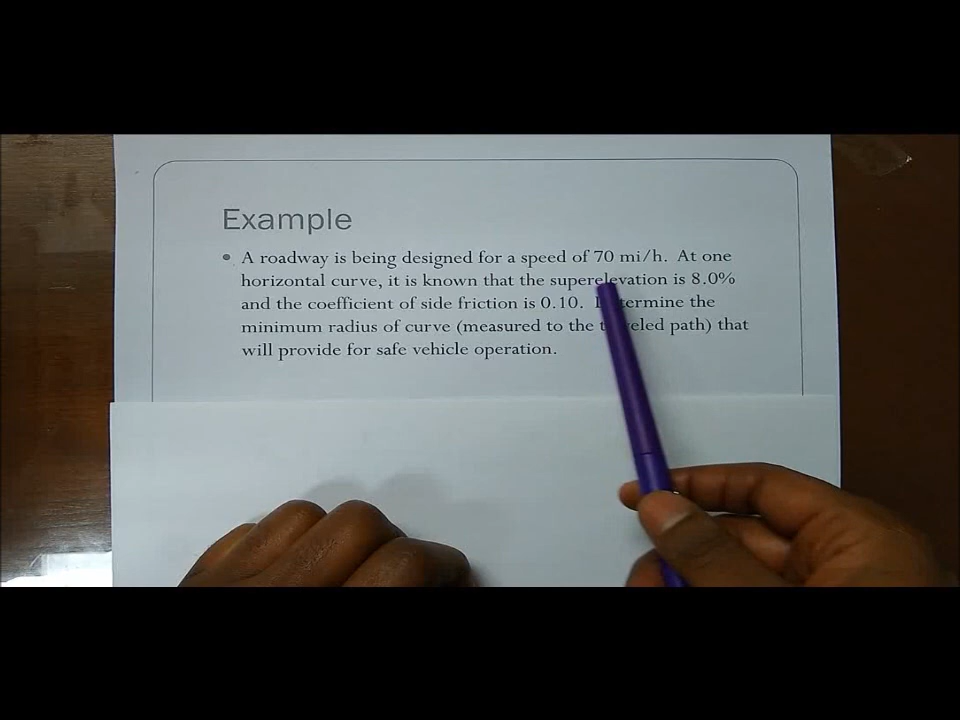 Example
• A roadway is being designed for a speed of 70 mi/h. At one
horizontal curve, it is known that the superelevation is 8.0%
and the coefficient of side friction is 0.10. Determine the
minimum radius of curve (measured to the traveled path) that
will provide for safe vehicle operation.